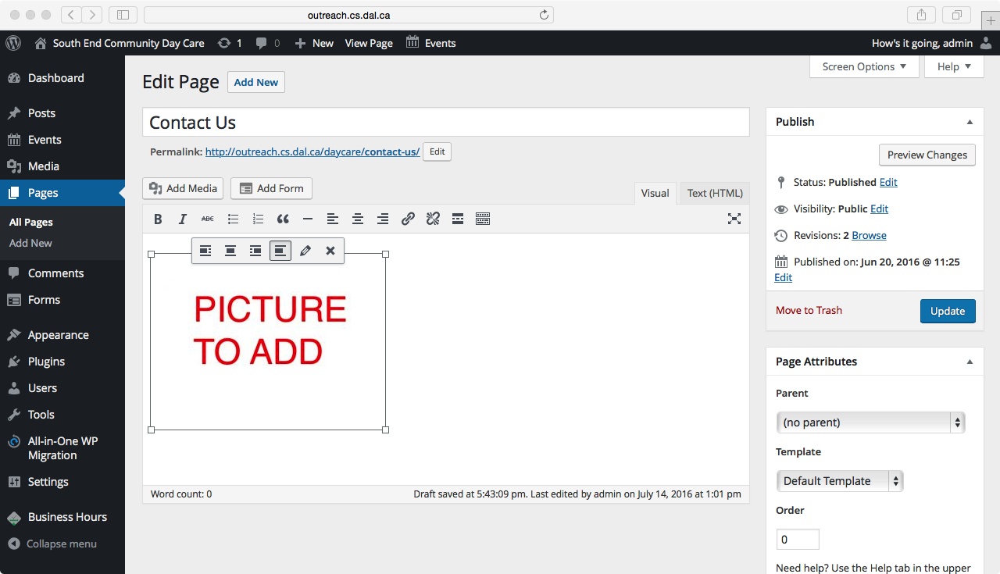 outreach.cs.dal.ca
South End Community Day Care 1 0 New View Page Events How's it going, admin
Dashboard
Posts
Events
Media
Pages
All Pages
Add New
Comments
Forms
Appearance
Plugins
Users
Tools
All-in-One WP
Migration
Settings
Business Hours
Collapse menu
Screen Options Help
Edit Page Add New
Contact Us
Permalink: http://outreach.cs.dal.ca/daycare/contact-us/ Edit
Add Media Add Form
Visual Text (HTML)
B I ABC
PICTURE
TO ADD
Word count: 0 Draft saved at 5:43:09 pm. Last edited by admin on July 14, 2016 at 1:01 pm
Publish
Preview Changes
Status: Published Edit
Visibility: Public Edit
Revisions: 2 Browse
Published on: Jun 20, 2016 @ 11:25
Edit
Move to Trash Update
Page Attributes
Parent
(no parent)
Template
Default Template
Order
0
Need help? Use the Help tab in the upper